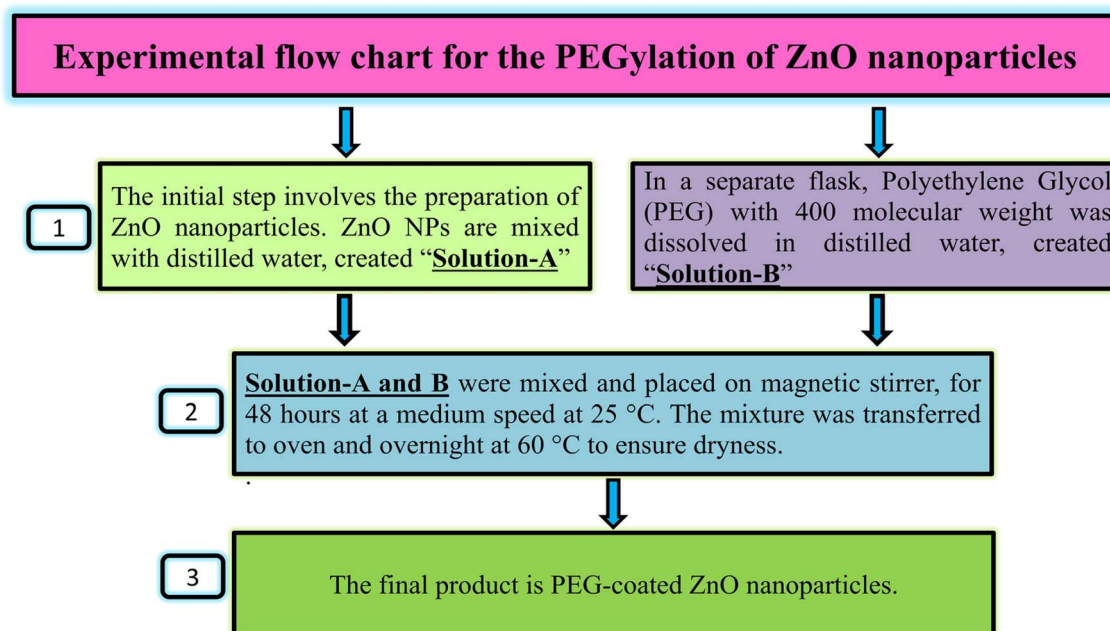 Experimental flow chart for the PEGylation of ZnO nanoparticles
1
The initial step involves the preparation of
ZnO nanoparticles. ZnO NPs are mixed
with distilled water, created “Solution-A”
In a separate flask, Polyethylene Glycol
(PEG) with 400 molecular weight was
dissolved in distilled water, created
“Solution-B”
2
Solution-A and B were mixed and placed on magnetic stirrer, for
48 hours at a medium speed at 25 °C. The mixture was transferred
to oven and overnight at 60 °C to ensure dryness.
.
3
The final product is PEG-coated ZnO nanoparticles.